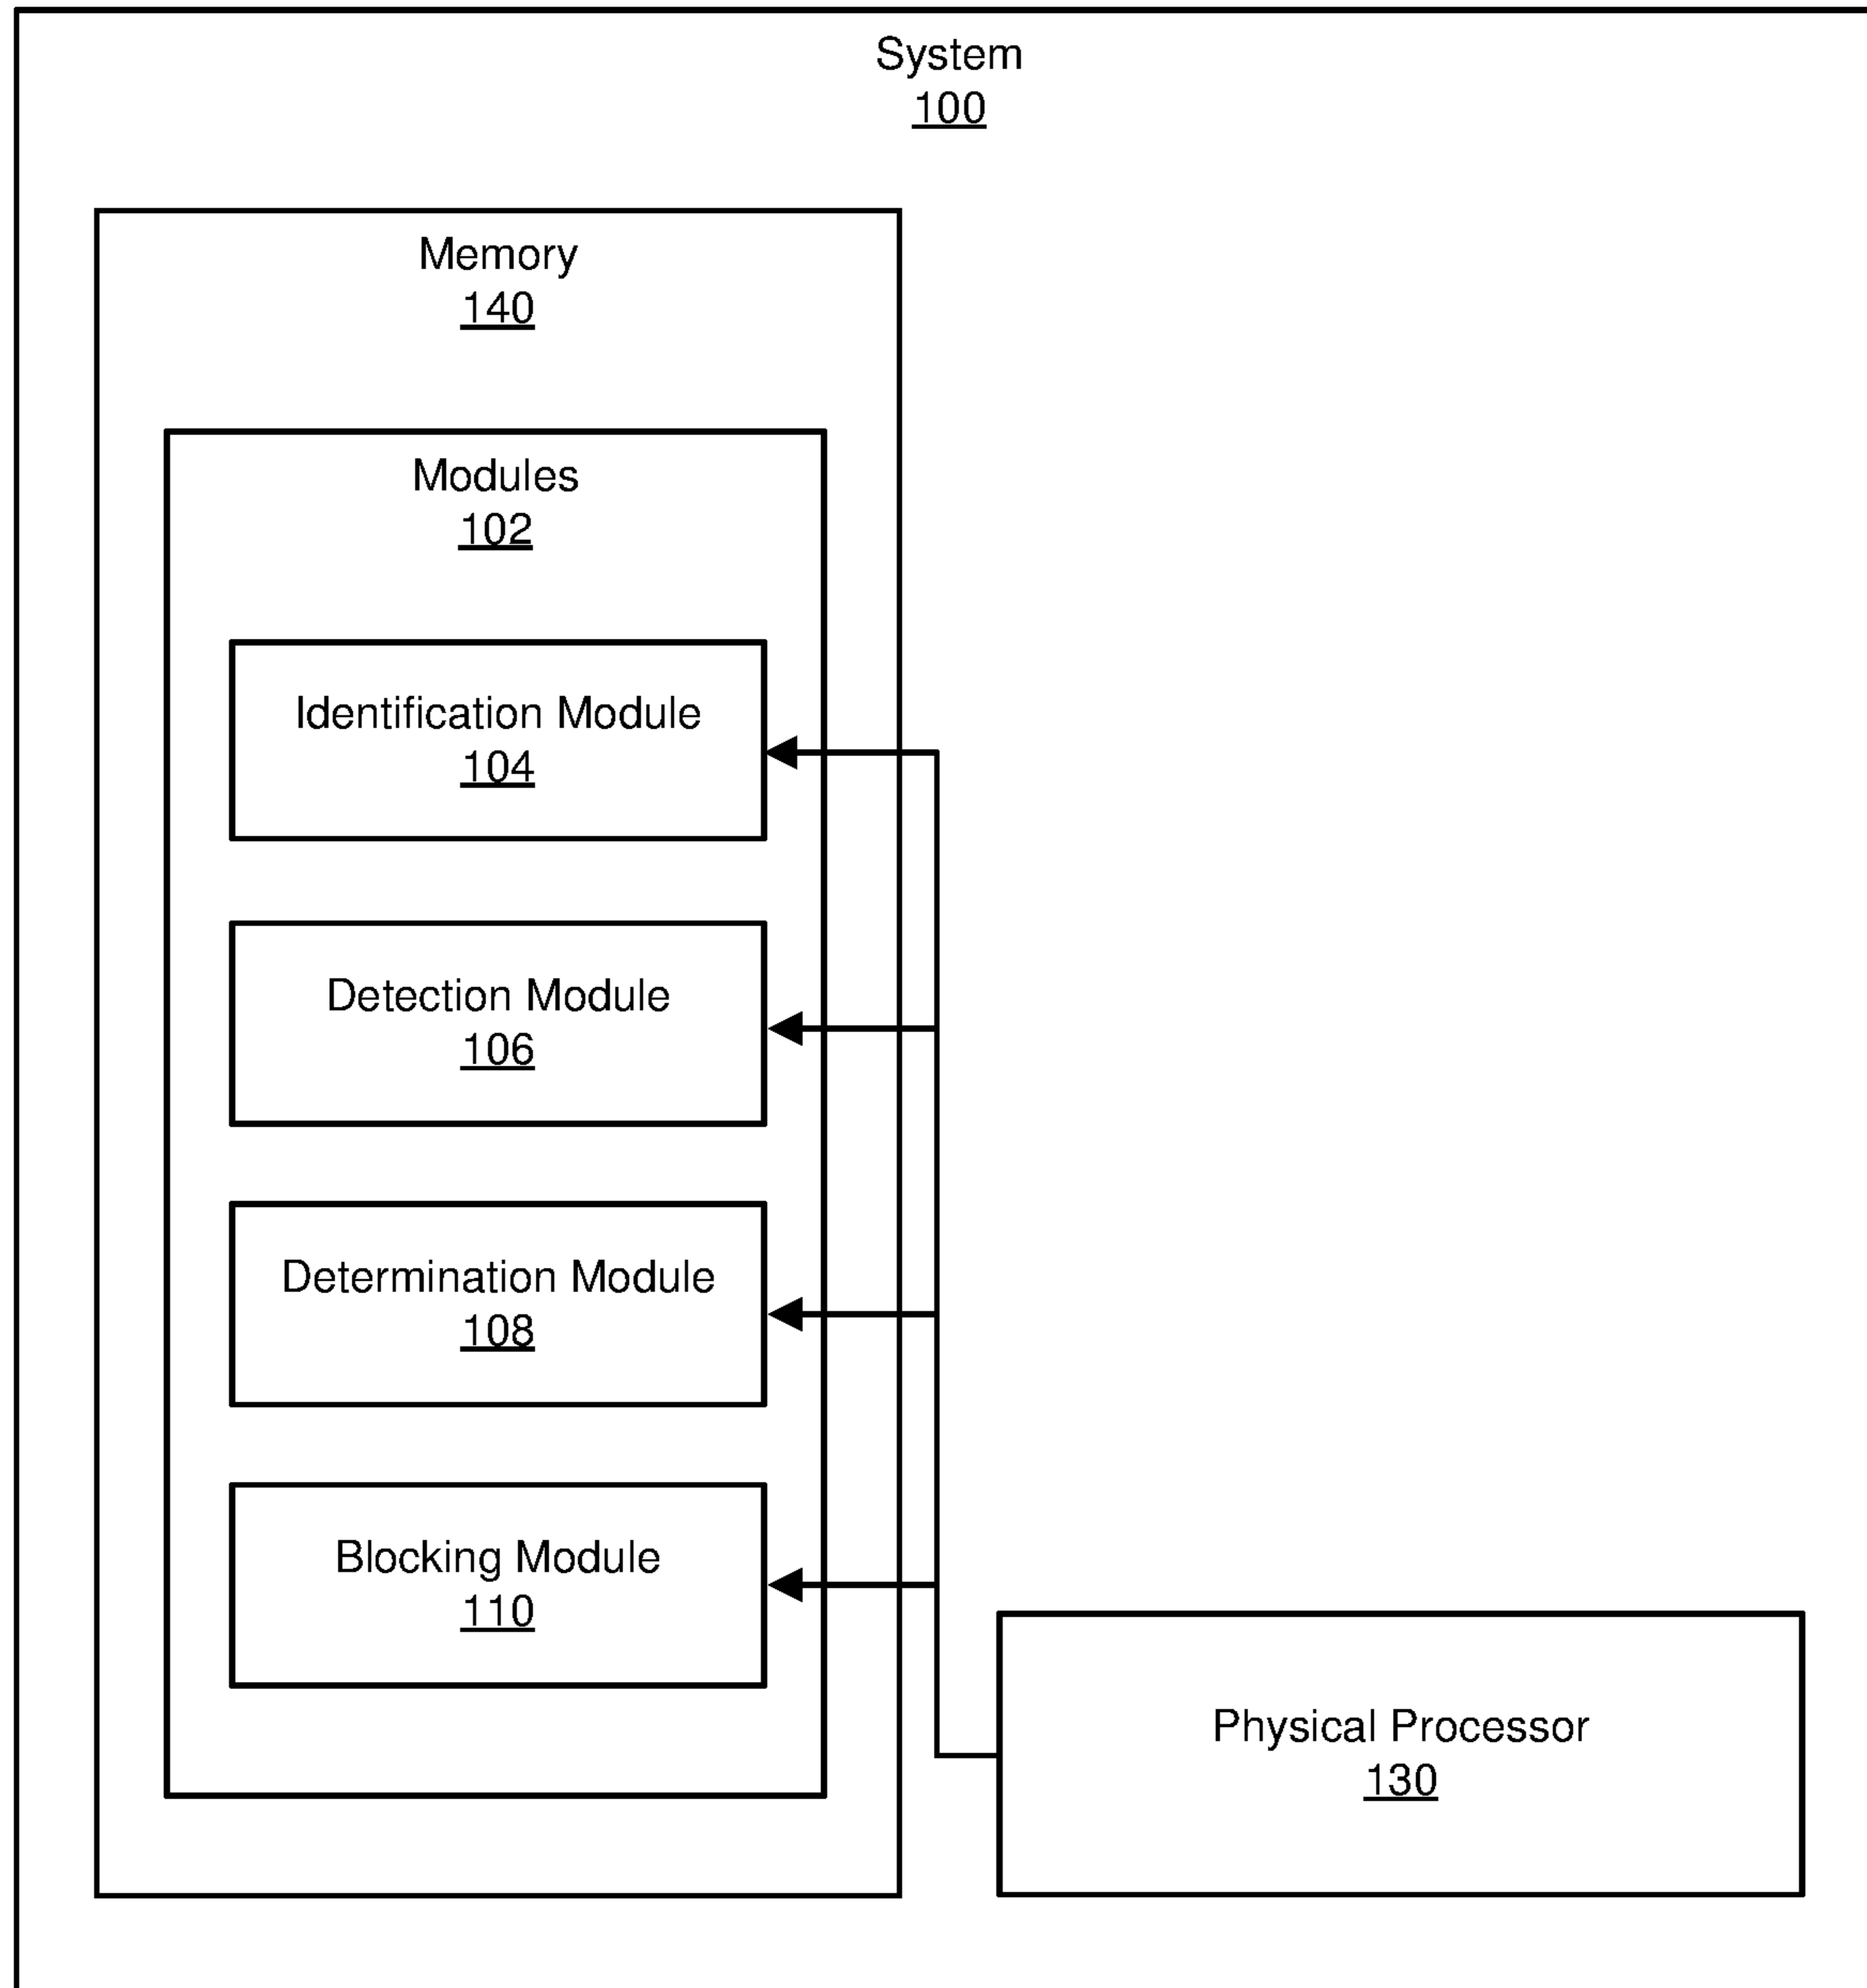 System
100
Memory
140
Modules
102
Identification Module
104
Detection Module
106
Determination Module
108
Blocking Module
110
Physical Processor
130